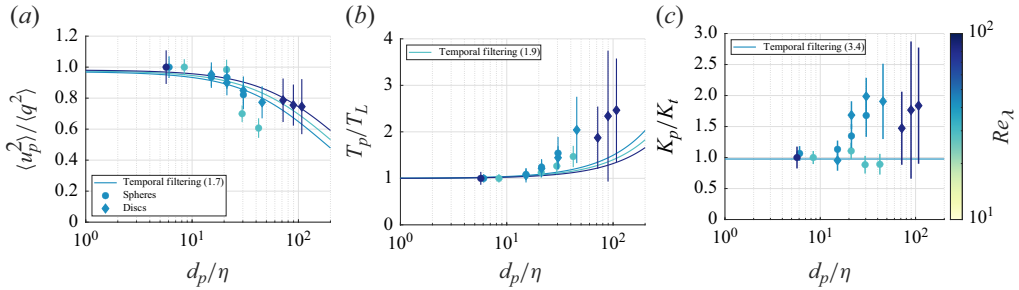 (a)
1.2
1.0
0.8
0.6
0.4
0.2
0
10^0
10^1
10^2
⟨u_p^2⟩/⟨q^2⟩
d_p/η
Temporal filtering (1.7)
Spheres
Discs
(b)
4
3
2
1
0
10^0
10^1
10^2
T_p/T_L
d_p/η
Temporal filtering (1.9)
(c)
3.0
2.5
2.0
1.5
1.0
0.5
0
10^0
10^1
10^2
K_p/K_t
d_p/η
Temporal filtering (3.4)
10^2
10^1
Re_λ